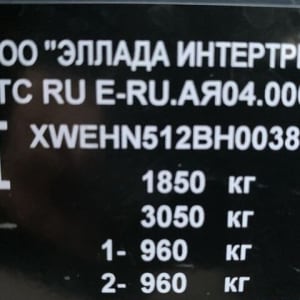 ОО "ЭЛЛАДА ИНТЕРТР
ТС RU E-RU.АЯ04.000
XWEHN512BH0038
1850 кг
3050 кг
1- 960 кг
2- 960 кг